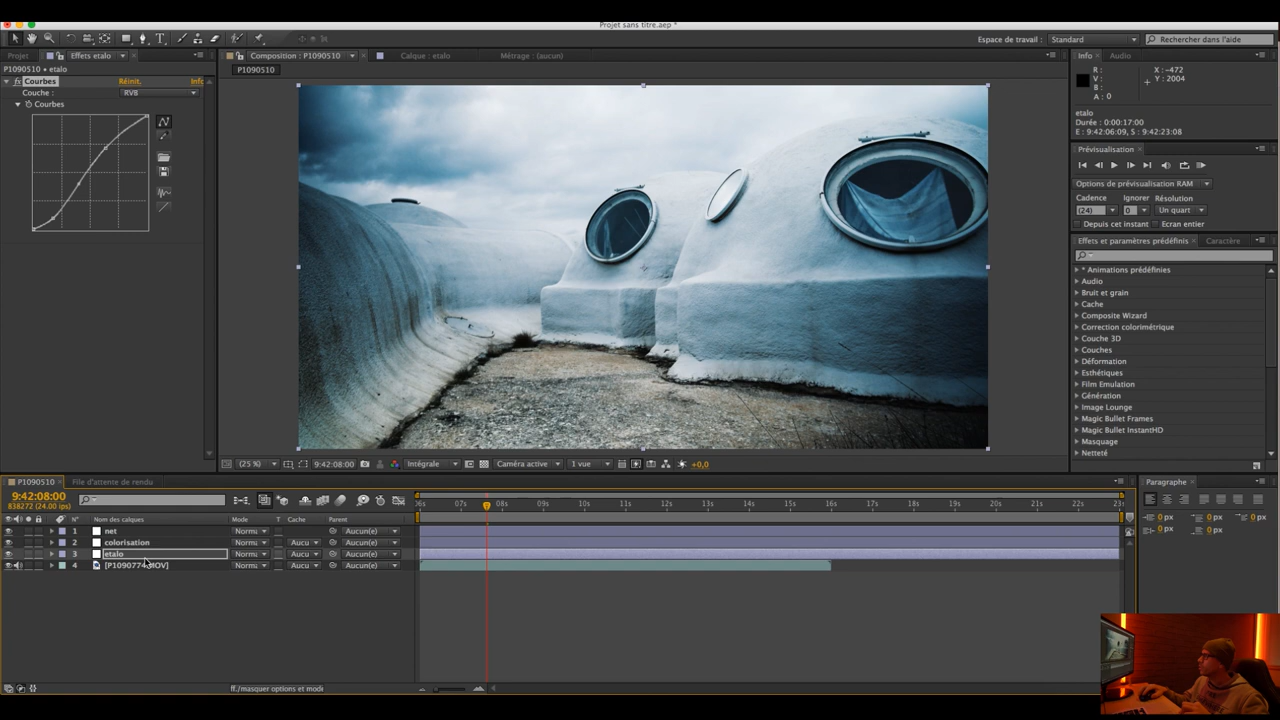 Projet sans titre.aep *
Espace de travail : Standard Rechercher dans l'aide
Projet Effets etalo Composition : P1090510 Calque : etalo Métrage : (aucun) Info Audio
P1090510 • etalo P1090510
Courbes Réinit. Info
Couche : RVB
Courbes
R : X : -472
V : Y : 2004
B :
A : 0
etalo
Durée : 0:00:17:00
E : 9:42:06:09, S : 9:42:23:08
Prévisualisation
Options de prévisualisation RAM
Cadence Ignorer Résolution
(24) 0 Un quart
Depuis cet instant Ecran entier
Effets et paramètres prédéfinis Caractère
* Animations prédéfinies
Audio
Bruit et grain
Cache
Composite Wizard
Correction colorimétrique
Couche 3D
Couches
Déformation
Esthétiques
Film Emulation
Génération
Image Lounge
Magic Bullet Frames
Magic Bullet InstantHD
Masquage
Netteté
(25 %) 9:42:08:00 Intégrale Caméra active 1 vue +0,0
P1090510 File d'attente de rendu Paragraphe
9:42:08:00
838272 (24.00 ips)
06s 07s 08s 09s 10s 11s 12s 13s 14s 15s 16s 17s 18s 19s 20s 21s 22s 23s
N° Nom des calques Mode T Cache Parent
1 net Norma Aucun(e)
2 colorisation Norma Aucu Aucun(e)
3 etalo Norma Aucu Aucun(e)
4 [P1090774.MOV] Norma Aucu Aucun(e)
0 px 0 px 0 px
0 px 0 px
ff./masquer options et mode